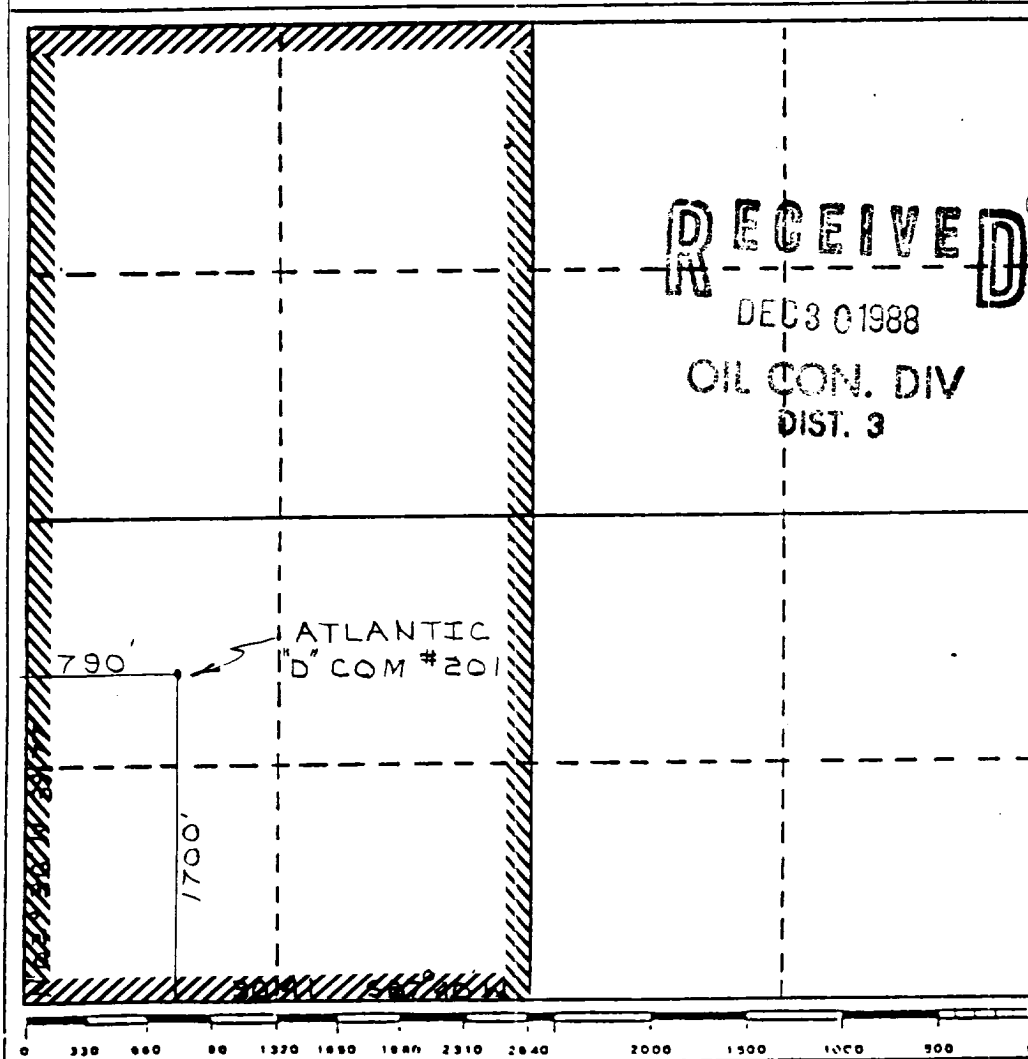 RECEIVED
DEC 30 1988
OIL CON. DIV
DIST. 3
ATLANTIC
"D" COM #201
790'
1700'
0 330 660 90 1320 1650 1980 2310 2640 2000 1500 1000 500